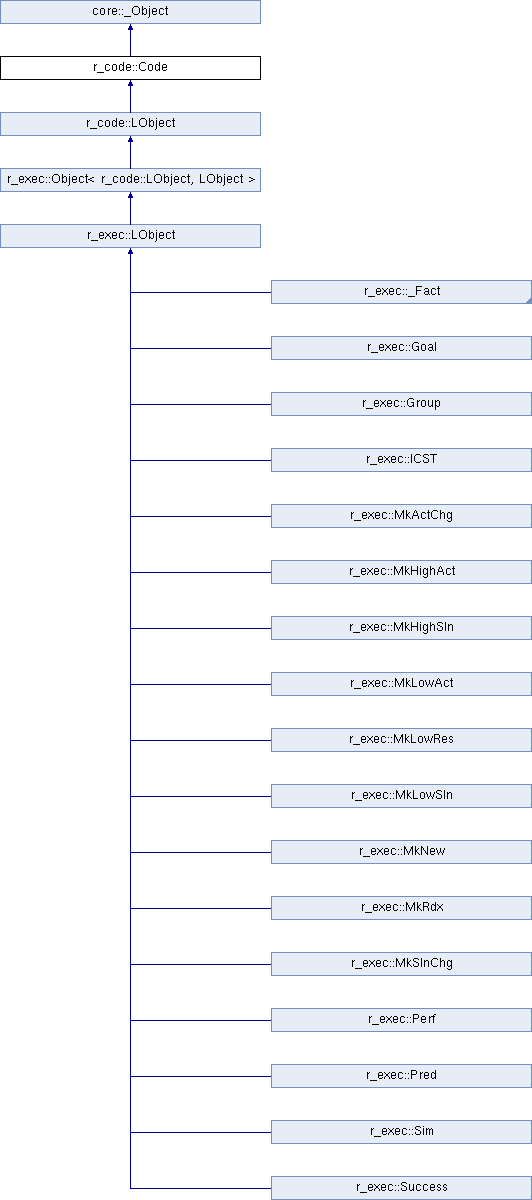 core::_Object
r_code::Code
r_code::LObject
r_exec::Object< r_code::LObject, LObject >
r_exec::LObject
r_exec::_Fact
r_exec::Goal
r_exec::Group
r_exec::ICST
r_exec::MkActChg
r_exec::MkHighAct
r_exec::MkHighSln
r_exec::MkLowAct
r_exec::MkLowRes
r_exec::MkLowSln
r_exec::MkNew
r_exec::MkRdx
r_exec::MkSlnChg
r_exec::Perf
r_exec::Pred
r_exec::Sim
r_exec::Success